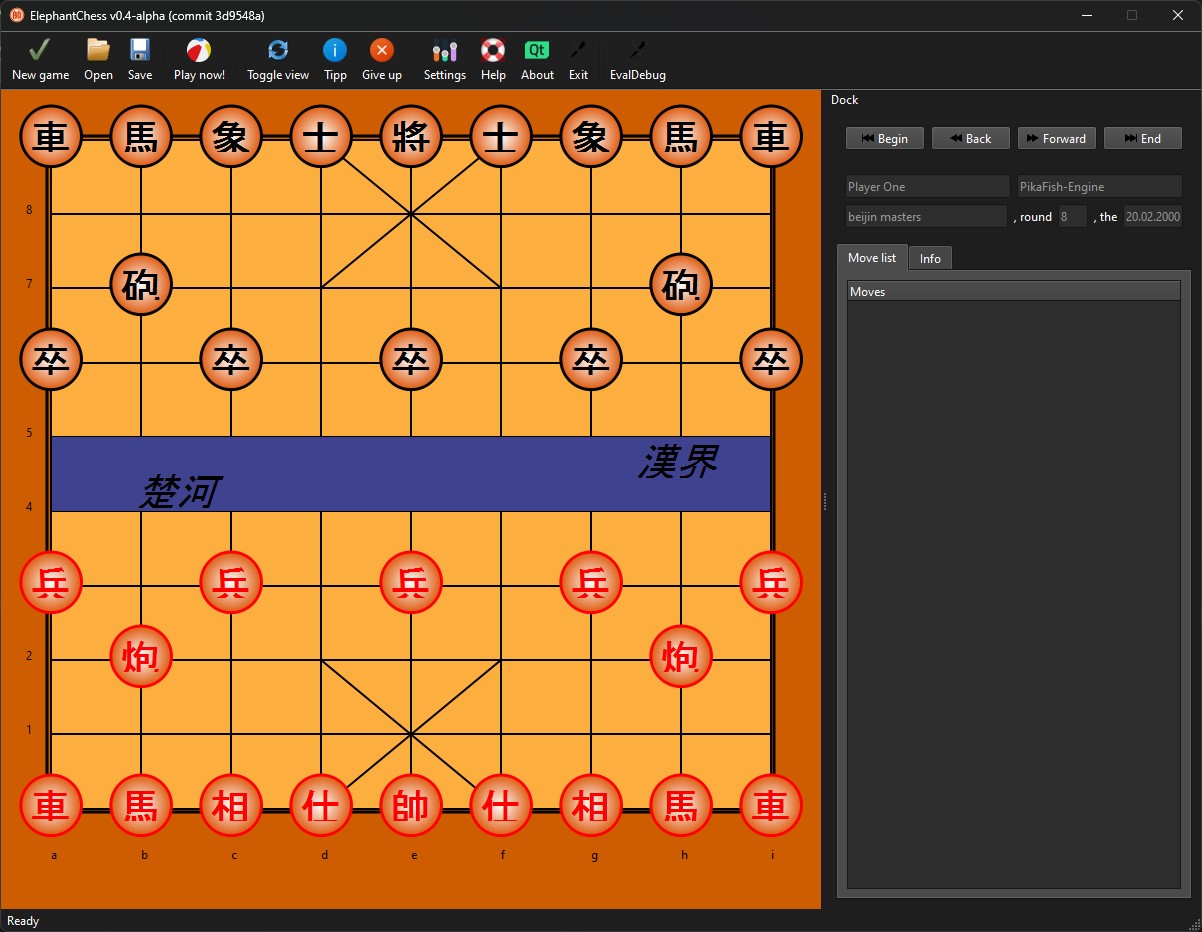 ElephantChess v0.4-alpha (commit 3d9548a)
New game Open Save Play now! Toggle view Tipp Give up Settings Help About Exit EvalDebug
Qt
Dock
Begin Back Forward End
Player One PikaFish-Engine
beijin masters , round 8 , the 20.02.2000
Move list Info
Moves
車 馬 象 士 將 士 象 馬 車
8
7
砲 砲
卒 卒 卒 卒 卒
5
漢界
楚河
4
兵 兵 兵 兵 兵
2
炮 炮
1
車 馬 相 仕 帥 仕 相 馬 車
a b c d e f g h i
Ready